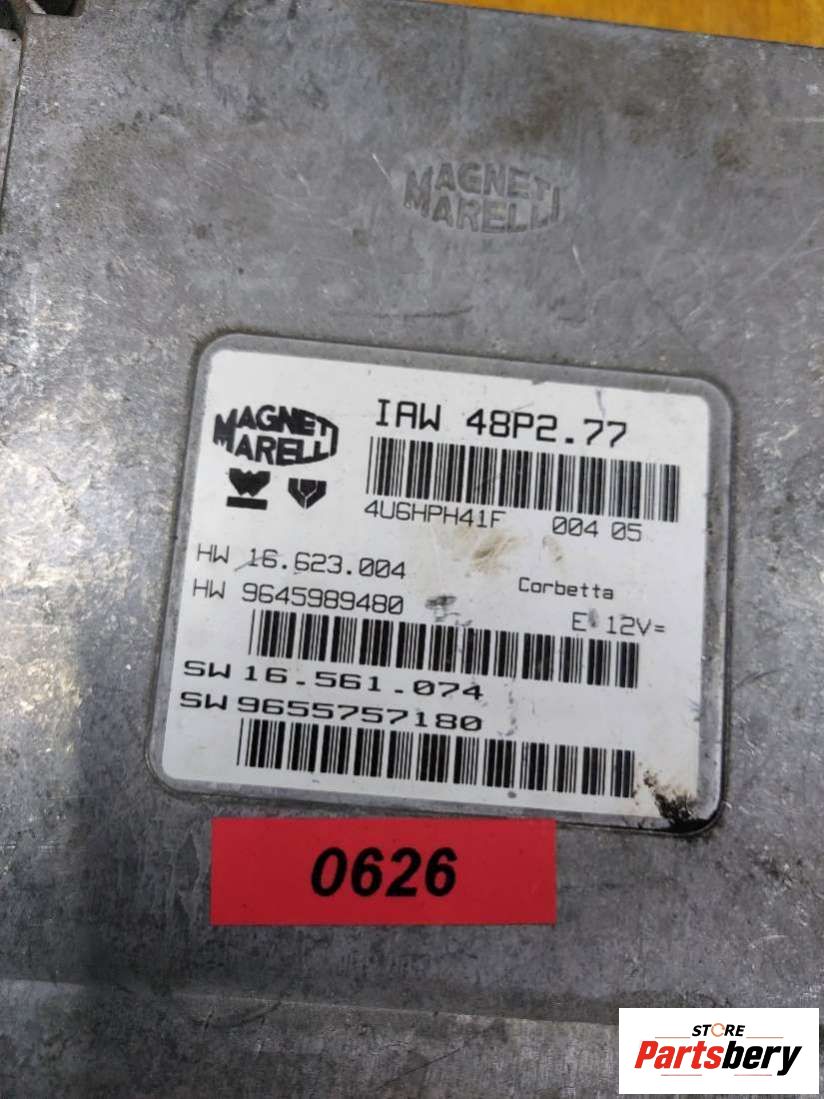 MAGNETI
MARELLI
MAGNETI
MARELLI
IAW 48P2.77
4U6HPH41F 004 05
HW 16.623.004
Corbetta
HW 9645989480
E 12V=
SW 16.561.074
SW 9655757180
0626
STORE
Partsbery